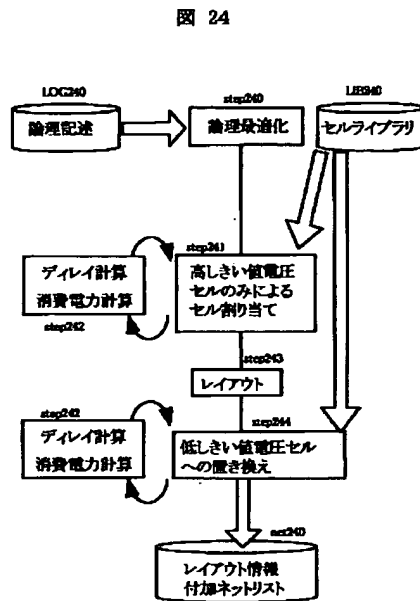 図 24
LOG240
論理記述
step240
論理最適化
LIB240
セルライブラリ
step241
高しきい値電圧
セルのみによる
セル割り当て
ディレイ計算
消費電力計算
step242
step243
レイアウト
step242
ディレイ計算
消費電力計算
step244
低しきい値電圧セル
への置き換え
net240
レイアウト情報
付加ネットリスト